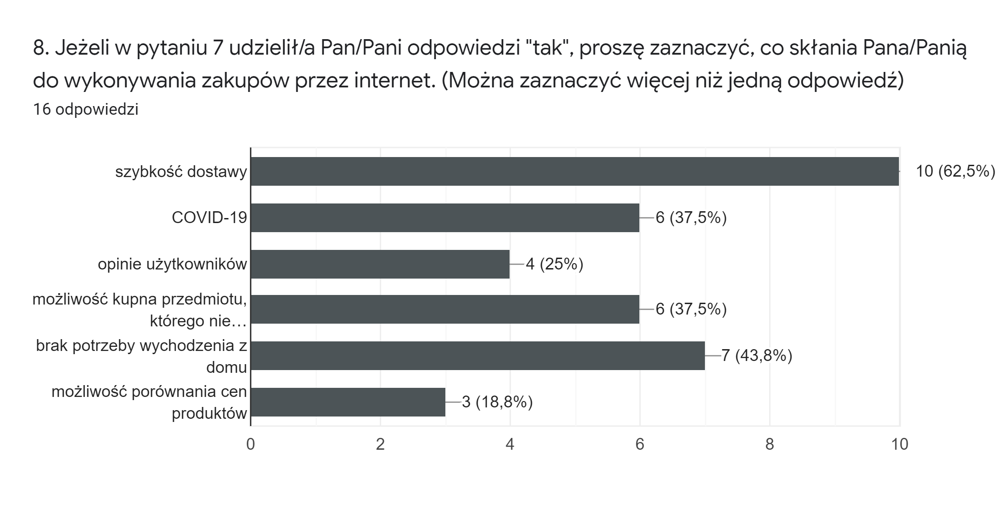 8. Jeżeli w pytaniu 7 udzielił/a Pan/Pani odpowiedzi "tak", proszę zaznaczyć, co skłania Pana/Panią
do wykonywania zakupów przez internet. (Można zaznaczyć więcej niż jedną odpowiedź)
16 odpowiedzi
szybkość dostawy
10 (62,5%)
COVID-19
6 (37,5%)
opinie użytkowników
4 (25%)
możliwość kupna przedmiotu,
którego nie…
6 (37,5%)
brak potrzeby wychodzenia z
domu
7 (43,8%)
możliwość porównania cen
produktów
3 (18,8%)
0 2 4 6 8 10